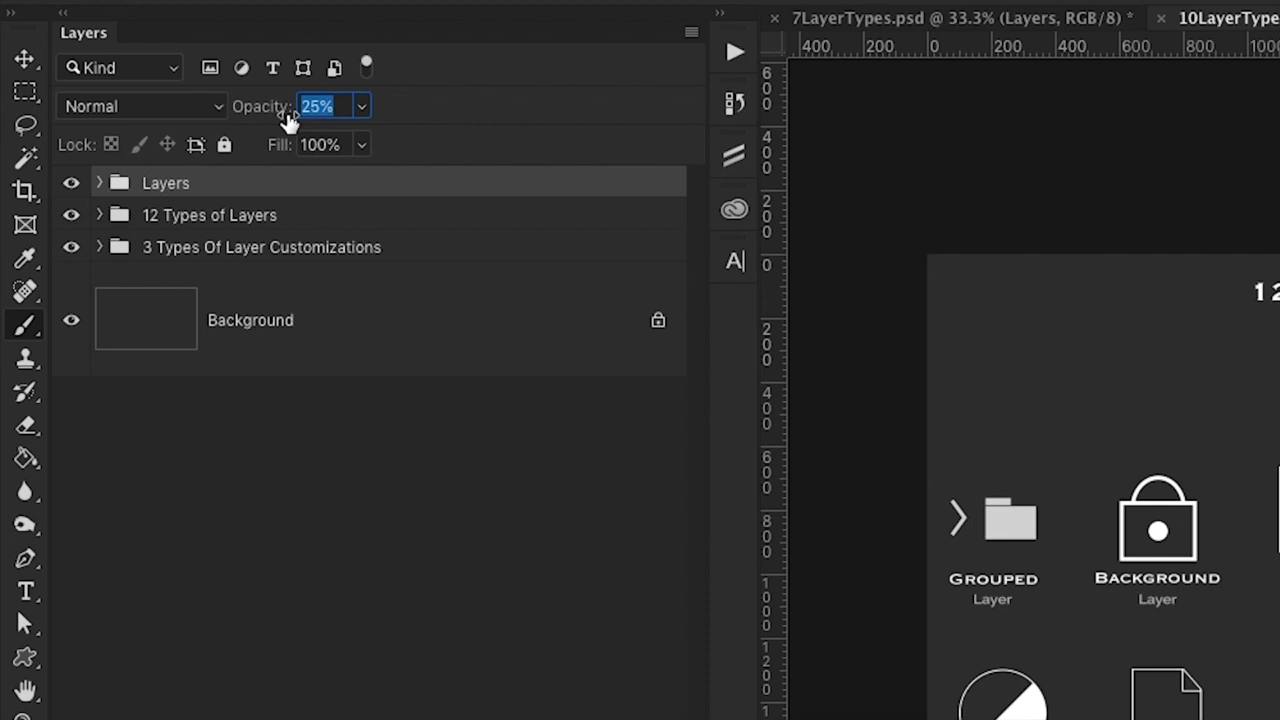 Layers
7LayerTypes.psd @ 33.3% (Layers, RGB/8) *
10LayerType
Kind
400 200 0 200 400 600 800 1000
Normal
Opacity:
25%
Lock:
Fill: 100%
Layers
12 Types of Layers
3 Types Of Layer Customizations
Background
A
T
600
400
200
0
200
400
600
800
1000
1200
1
12
GROUPED
Layer
BACKGROUND
Layer